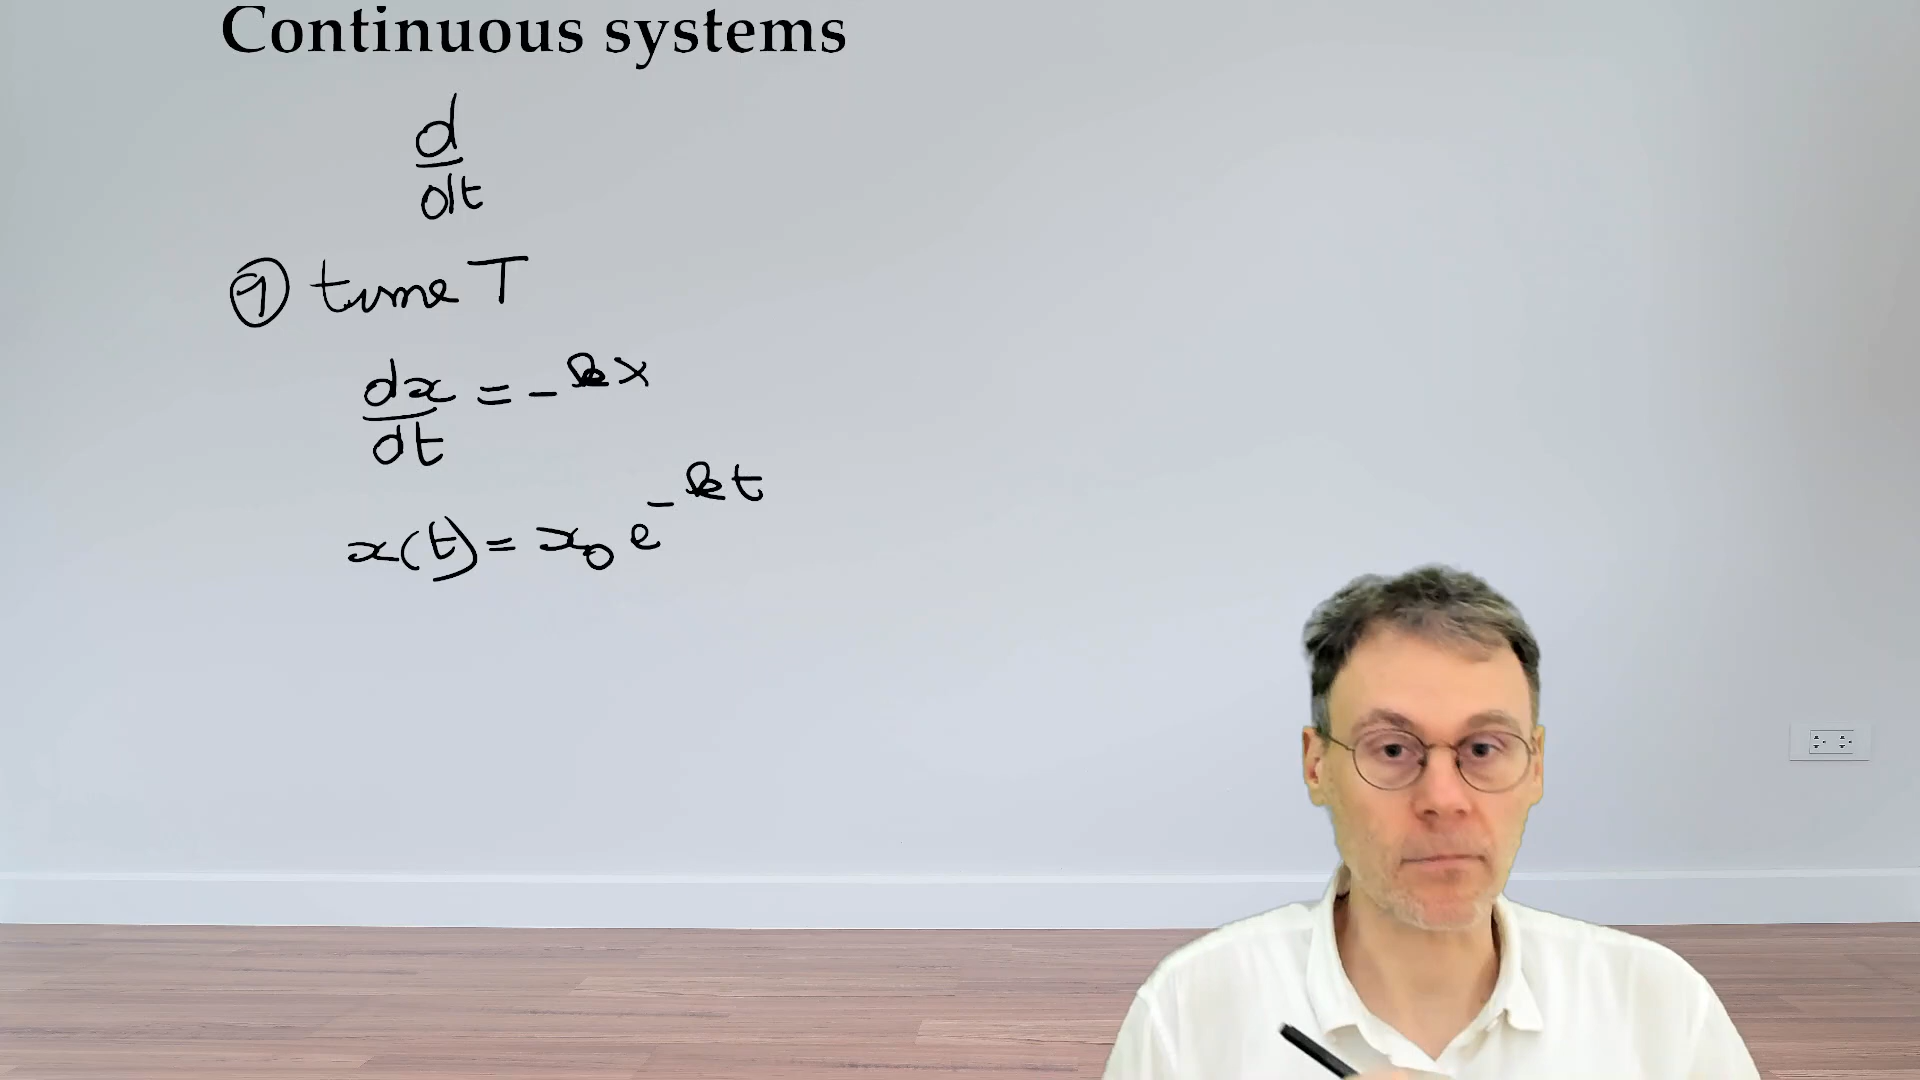 Continuous systems
d/dt
① time T
dx/dt = -kx
x(t) = x₀ e^{-kt}